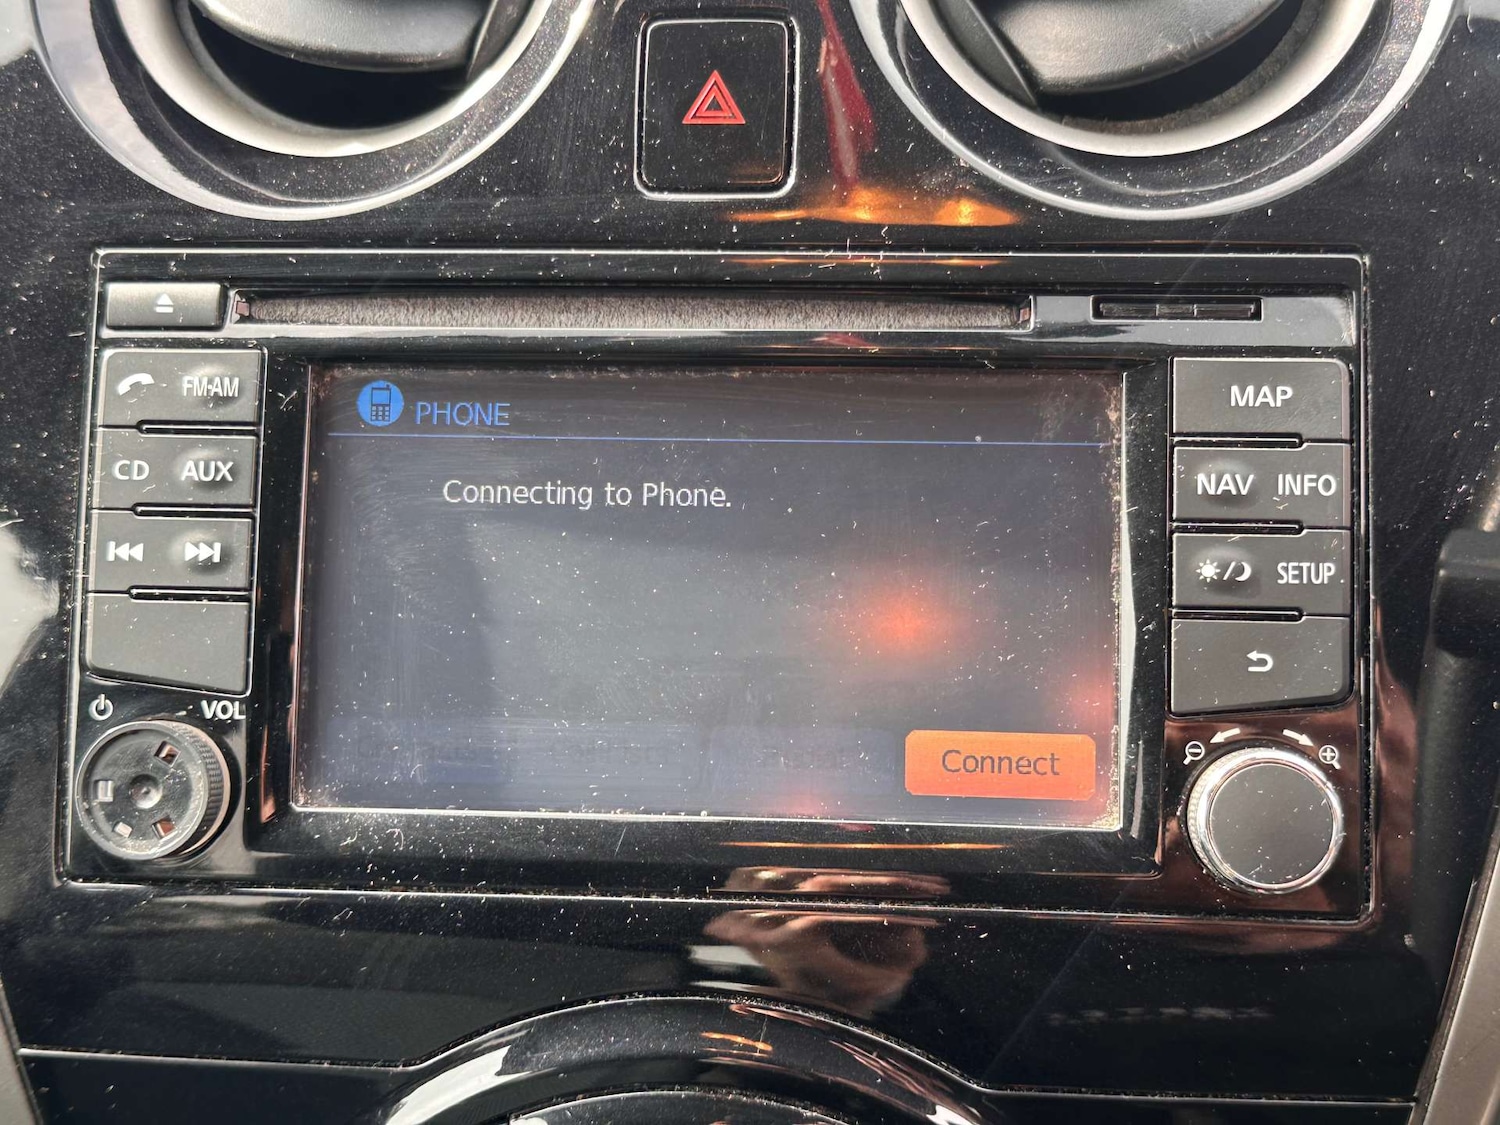 FM·AM
MAP
PHONE
CD AUX
NAV INFO
Connecting to Phone.
SETUP
VOL
Connect